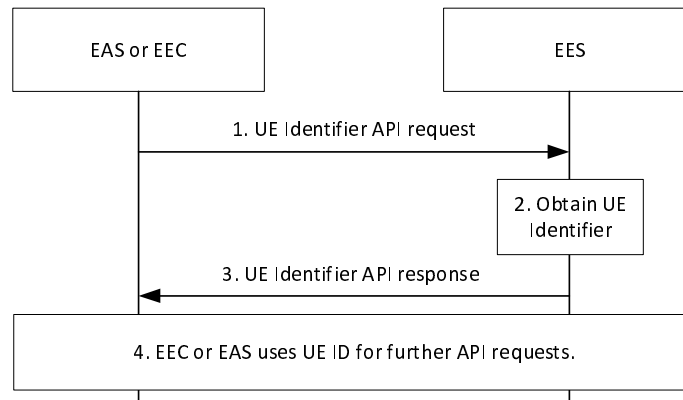 EAS or EEC
EES
1. UE Identifier API request
2. Obtain UE
Identifier
3. UE Identifier API response
4. EEC or EAS uses UE ID for further API requests.